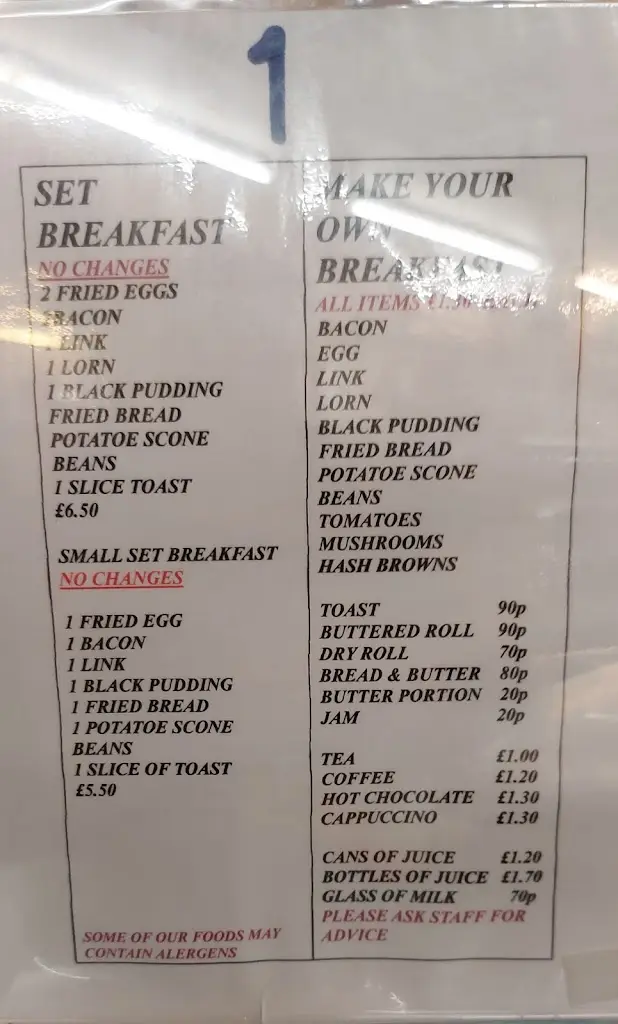 1
SET
BREAKFAST
NO CHANGES
2 FRIED EGGS
BACON
LINK
1 LORN
1 BLACK PUDDING
FRIED BREAD
POTATOE SCONE
BEANS
1 SLICE TOAST
£6.50
SMALL SET BREAKFAST
NO CHANGES
1 FRIED EGG
1 BACON
1 LINK
1 BLACK PUDDING
1 FRIED BREAD
1 POTATOE SCONE
BEANS
1 SLICE OF TOAST
£5.50
SOME OF OUR FOODS MAY
CONTAIN ALERGENS
MAKE YOUR
OWN
BREAKFAST
ALL ITEMS
BACON
EGG
LINK
LORN
BLACK PUDDING
FRIED BREAD
POTATOE SCONE
BEANS
TOMATOES
MUSHROOMS
HASH BROWNS
TOAST 90p
BUTTERED ROLL 90p
DRY ROLL 70p
BREAD & BUTTER 80p
BUTTER PORTION 20p
JAM 20p
TEA £1.00
COFFEE £1.20
HOT CHOCOLATE £1.30
CAPPUCCINO £1.30
CANS OF JUICE £1.20
BOTTLES OF JUICE £1.70
GLASS OF MILK 70p
PLEASE ASK STAFF FOR
ADVICE